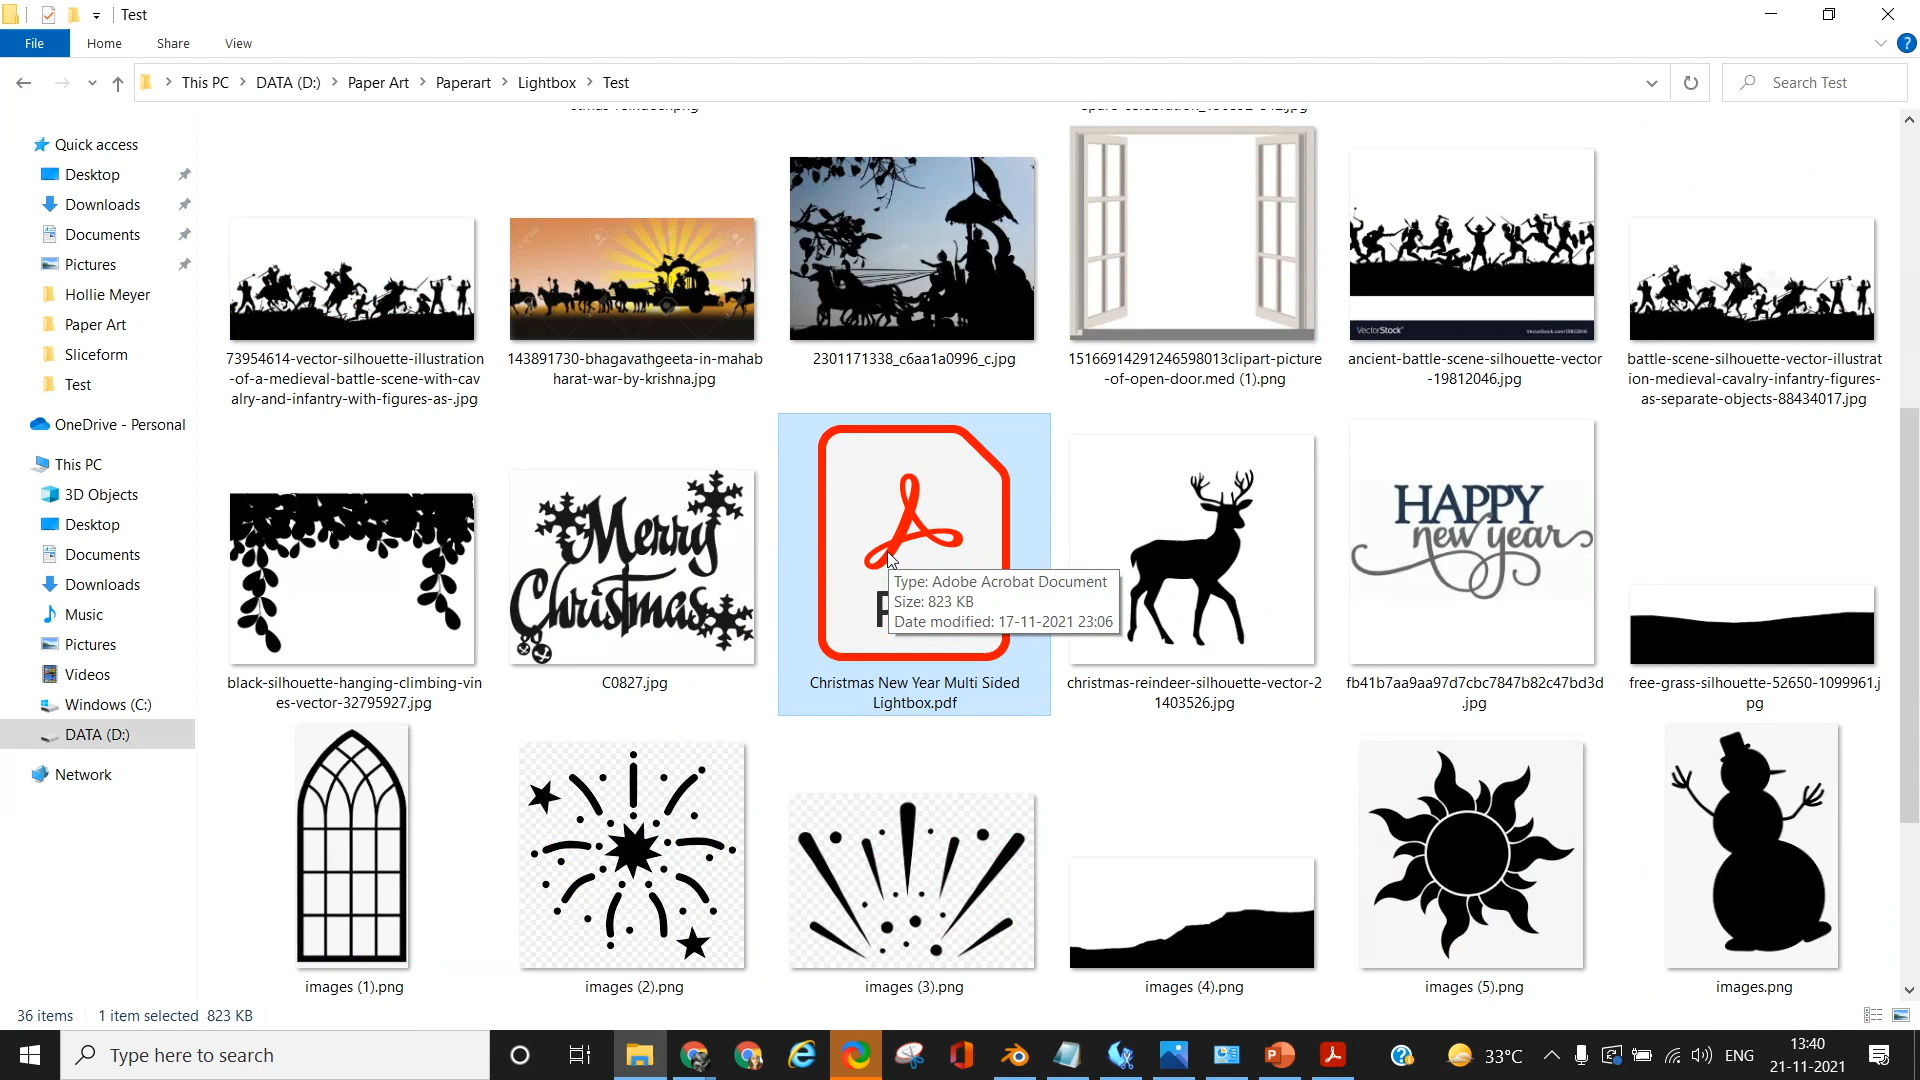 Test
File
Home
Share
View
This PC
DATA (D:)
Paper Art
Paperart
Lightbox
Test
Search Test
Quick access
Desktop
Downloads
Documents
Pictures
Hollie Meyer
Paper Art
Sliceform
Test
OneDrive - Personal
This PC
3D Objects
Desktop
Documents
Downloads
Music
Pictures
Videos
Windows (C:)
DATA (D:)
Network
73954614-vector-silhouette-illustration
-of-a-medieval-battle-scene-with-cav
alry-and-infantry-with-figures-as-.jpg
143891730-bhagavathgeeta-in-mahab
harat-war-by-krishna.jpg
2301171338_c6aa1a0996_c.jpg
15166914291246598013clipart-picture
-of-open-door.med (1).png
VectorStock
VectorStock.com/19812046
ancient-battle-scene-silhouette-vector
-19812046.jpg
battle-scene-silhouette-vector-illustrat
ion-medieval-cavalry-infantry-figures-
as-separate-objects-88434017.jpg
black-silhouette-hanging-climbing-vin
es-vector-32795927.jpg
Merry
Christmas
C0827.jpg
Type: Adobe Acrobat Document
Size: 823 KB
Date modified: 17-11-2021 23:06
Christmas New Year Multi Sided
Lightbox.pdf
christmas-reindeer-silhouette-vector-2
1403526.jpg
HAPPY
new year
fb41b7aa9aa97d7cbc7847b82c47bd3d
.jpg
free-grass-silhouette-52650-1099961.j
pg
images (1).png
images (2).png
images (3).png
images (4).png
images (5).png
images.png
36 items
1 item selected 823 KB
Type here to search
33°C
ENG
13:40
21-11-2021